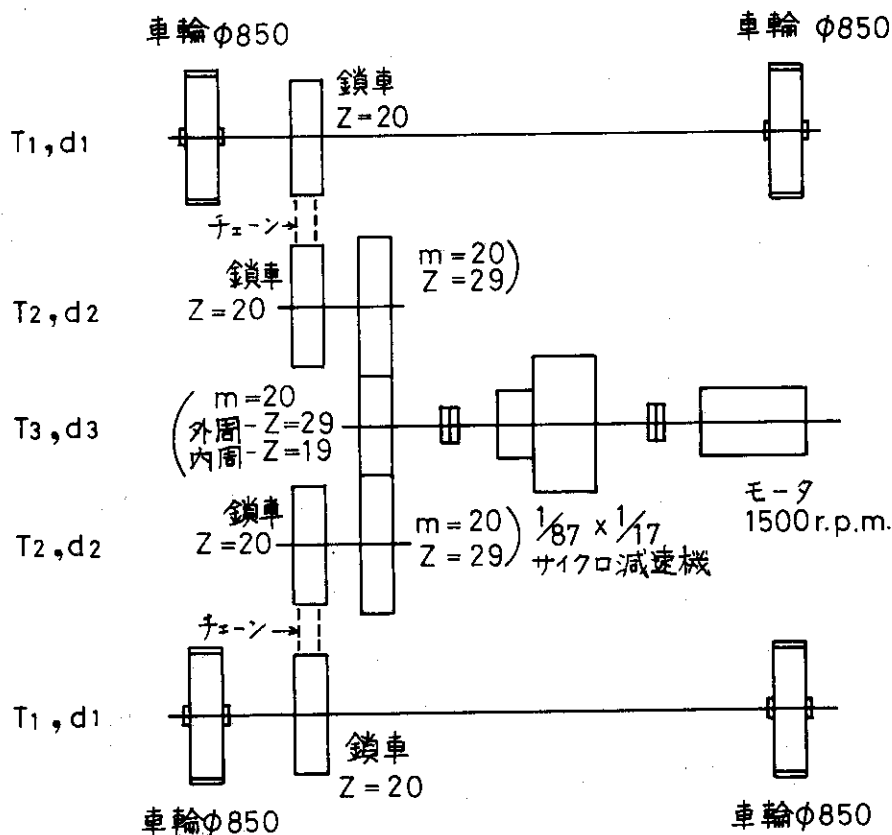 車輪φ850
車輪 φ850
鎖車
Z=20
T1,d1
チェーン→
鎖車
Z=20
m=20
Z=29)
T2,d2
T3,d3
(m=20
外周-Z=29
内周-Z=19
モータ
1500r.p.m.
鎖車
Z=20
m=20
Z=29)
1/87 x 1/17
サイクロ減速機
T2,d2
チェーン→
T1,d1
鎖車
Z=20
車輪φ850
車輪φ850